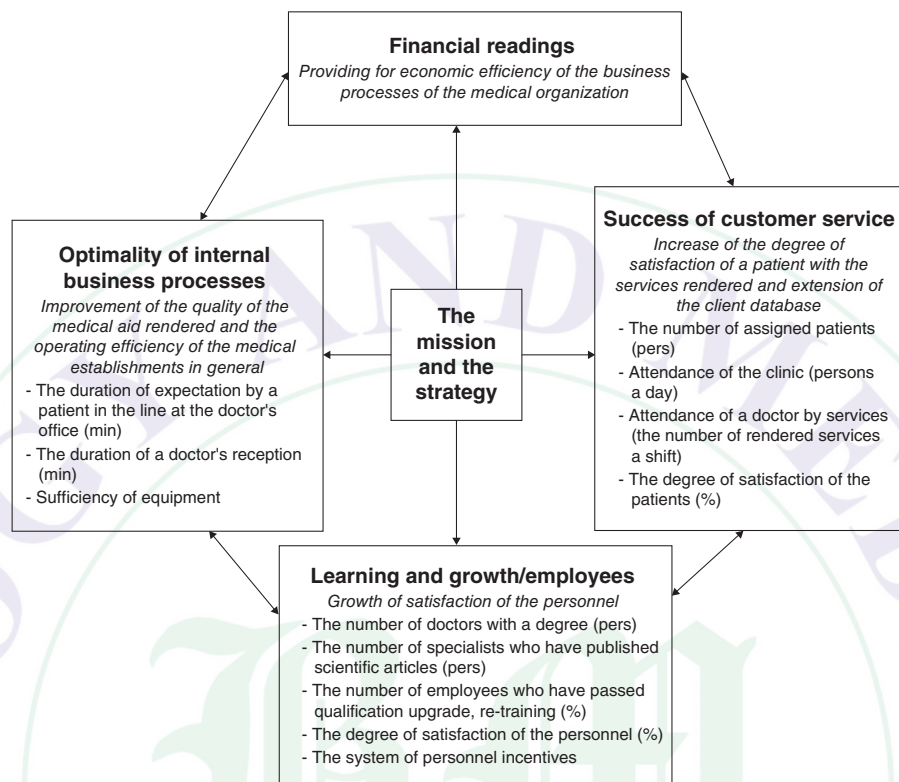 Financial readings
Providing for economic efficiency of the business
processes of the medical organization
Optimality of internal
business processes
Improvement of the quality of the
medical aid rendered and the
operating efficiency of the medical
establishments in general
- The duration of expectation by a
patient in the line at the doctor's
office (min)
- The duration of a doctor's reception
(min)
- Sufficiency of equipment
The
mission
and the
strategy
Success of customer service
Increase of the degree of
satisfaction of a patient with the
services rendered and extension of
the client database
- The number of assigned patients
(pers)
- Attendance of the clinic (persons
a day)
- Attendance of a doctor by services
(the number of rendered services
a shift)
- The degree of satisfaction of the
patients (%)
Learning and growth/employees
Growth of satisfaction of the personnel
- The number of doctors with a degree (pers)
- The number of specialists who have published
scientific articles (pers)
- The number of employees who have passed
qualification upgrade, re-training (%)
- The degree of satisfaction of the personnel (%)
- The system of personnel incentives